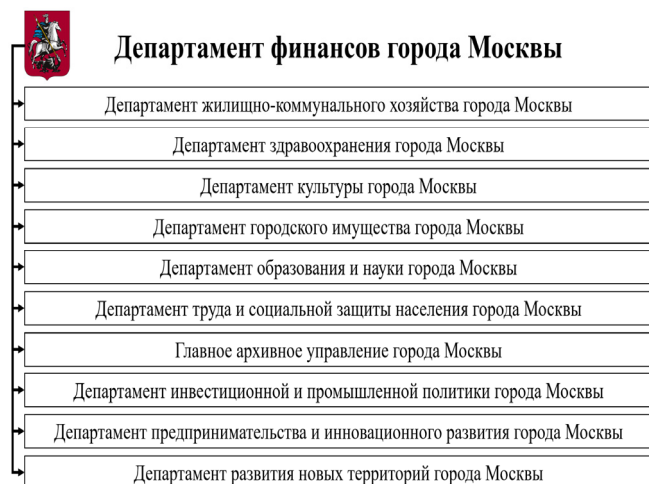 Департамент финансов города Москвы
Департамент жилищно-коммунального хозяйства города Москвы
Департамент здравоохранения города Москвы
Департамент культуры города Москвы
Департамент городского имущества города Москвы
Департамент образования и науки города Москвы
Департамент труда и социальной защиты населения города Москвы
Главное архивное управление города Москвы
Департамент инвестиционной и промышленной политики города Москвы
Департамент предпринимательства и инновационного развития города Москвы
Департамент развития новых территорий города Москвы